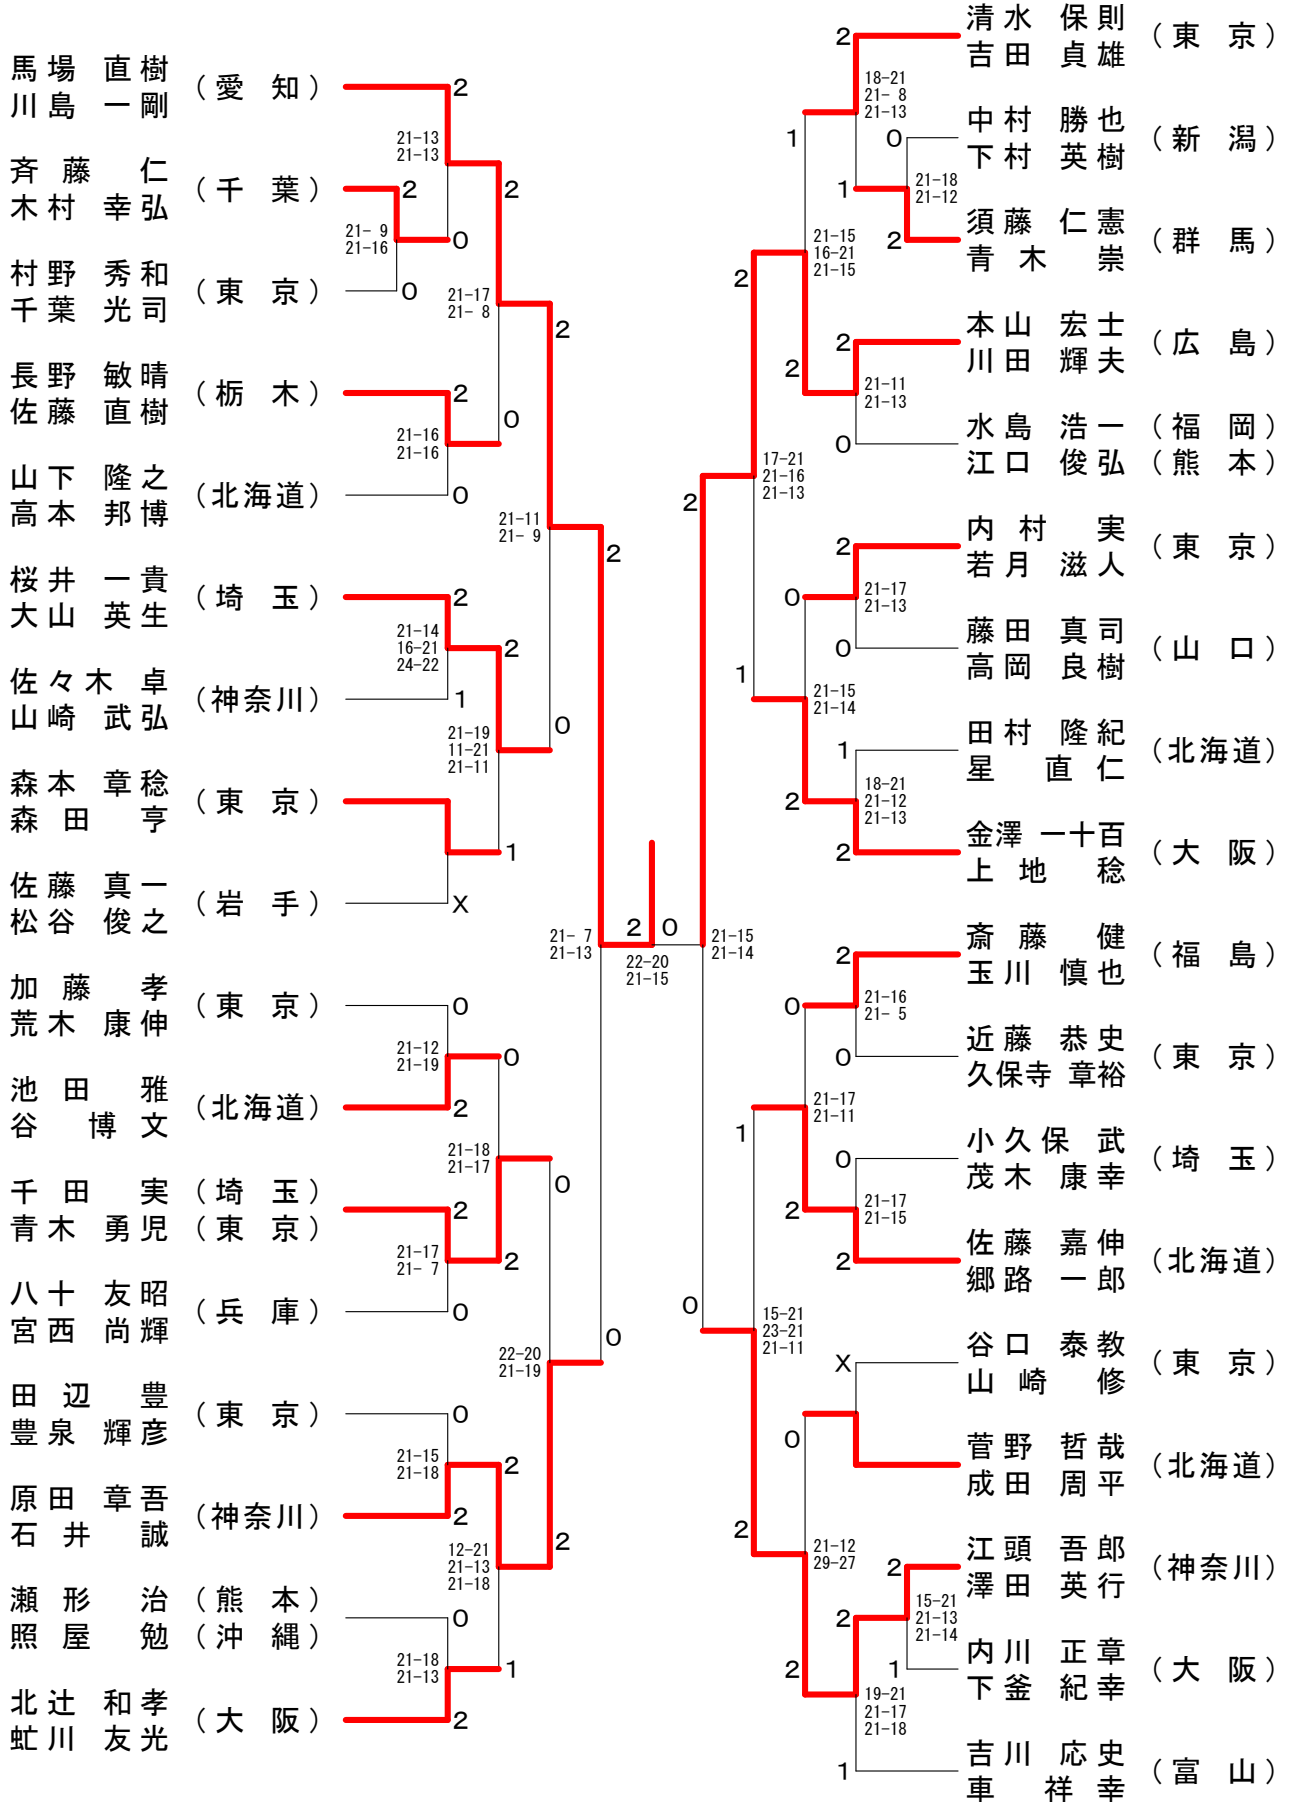 馬場 直樹
川島 一剛
（愛 知）
2
21-13
21-13
斉藤 仁
木村 幸弘
（千 葉）
2
2
21- 9
21-16
0
村野 秀和
千葉 光司
（東 京）
0
21-17
21- 8
2
長野 敏晴
佐藤 直樹
（栃 木）
2
0
21-16
21-16
山下 隆之
高本 邦博
（北海道）
0
21-11
21- 9
2
桜井 一貴
大山 英生
（埼 玉）
2
21-14
16-21
24-22
2
佐々木 卓
山崎 武弘
（神奈川）
1
0
21-19
11-21
21-11
森本 章稔
森田 亨
（東 京）
1
佐藤 真一
松谷 俊之
（岩 手）
X
21- 7
21-13
2
0
22-20
21-15
加藤 孝
荒木 康伸
（東 京）
0
21-12
21-19
0
池田 雅
谷 博文
（北海道）
2
21-18
21-17
0
千田 実
青木 勇児
（埼 玉）
（東 京）
2
21-17
21- 7
2
八十 友昭
宮西 尚輝
（兵 庫）
0
22-20
21-19
0
田辺 豊
豊泉 輝彦
（東 京）
0
21-15
21-18
2
原田 章吾
石井 誠
（神奈川）
2
12-21
21-13
21-18
2
瀬形 治
照屋 勉
（熊 本）
（沖 縄）
0
21-18
21-13
1
北辻 和孝
虻川 友光
（大 阪）
2
清水 保則
吉田 貞雄
（東 京）
2
18-21
21- 8
21-13
1
中村 勝也
下村 英樹
（新 潟）
0
21-18
21-12
1
須藤 仁憲
青木 崇
（群 馬）
2
21-15
16-21
21-15
2
本山 宏士
川田 輝夫
（広 島）
2
2
21-11
21-13
水島 浩一
江口 俊弘
（福 岡）
（熊 本）
0
17-21
21-16
21-13
2
内村 実
若月 滋人
（東 京）
2
0
21-17
21-13
藤田 真司
高岡 良樹
（山 口）
0
1
21-15
21-14
田村 隆紀
星 直仁
（北海道）
1
18-21
21-12
21-13
2
金澤 一十百
上地 稔
（大 阪）
2
21-15
21-14
斎藤 健
玉川 慎也
（福 島）
2
0
21-16
21- 5
近藤 恭史
久保寺 章裕
（東 京）
0
21-17
21-11
1
小久保 武
茂木 康幸
（埼 玉）
0
21-17
21-15
2
佐藤 嘉伸
郷路 一郎
（北海道）
2
0
15-21
23-21
21-11
谷口 泰教
山崎 修
（東 京）
X
0
菅野 哲哉
成田 周平
（北海道）
2
21-12
29-27
江頭 吾郎
澤田 英行
（神奈川）
2
15-21
21-13
21-14
2
内川 正章
下釜 紀幸
（大 阪）
1
2
19-21
21-17
21-18
吉川 応史
車 祥幸
（富 山）
1